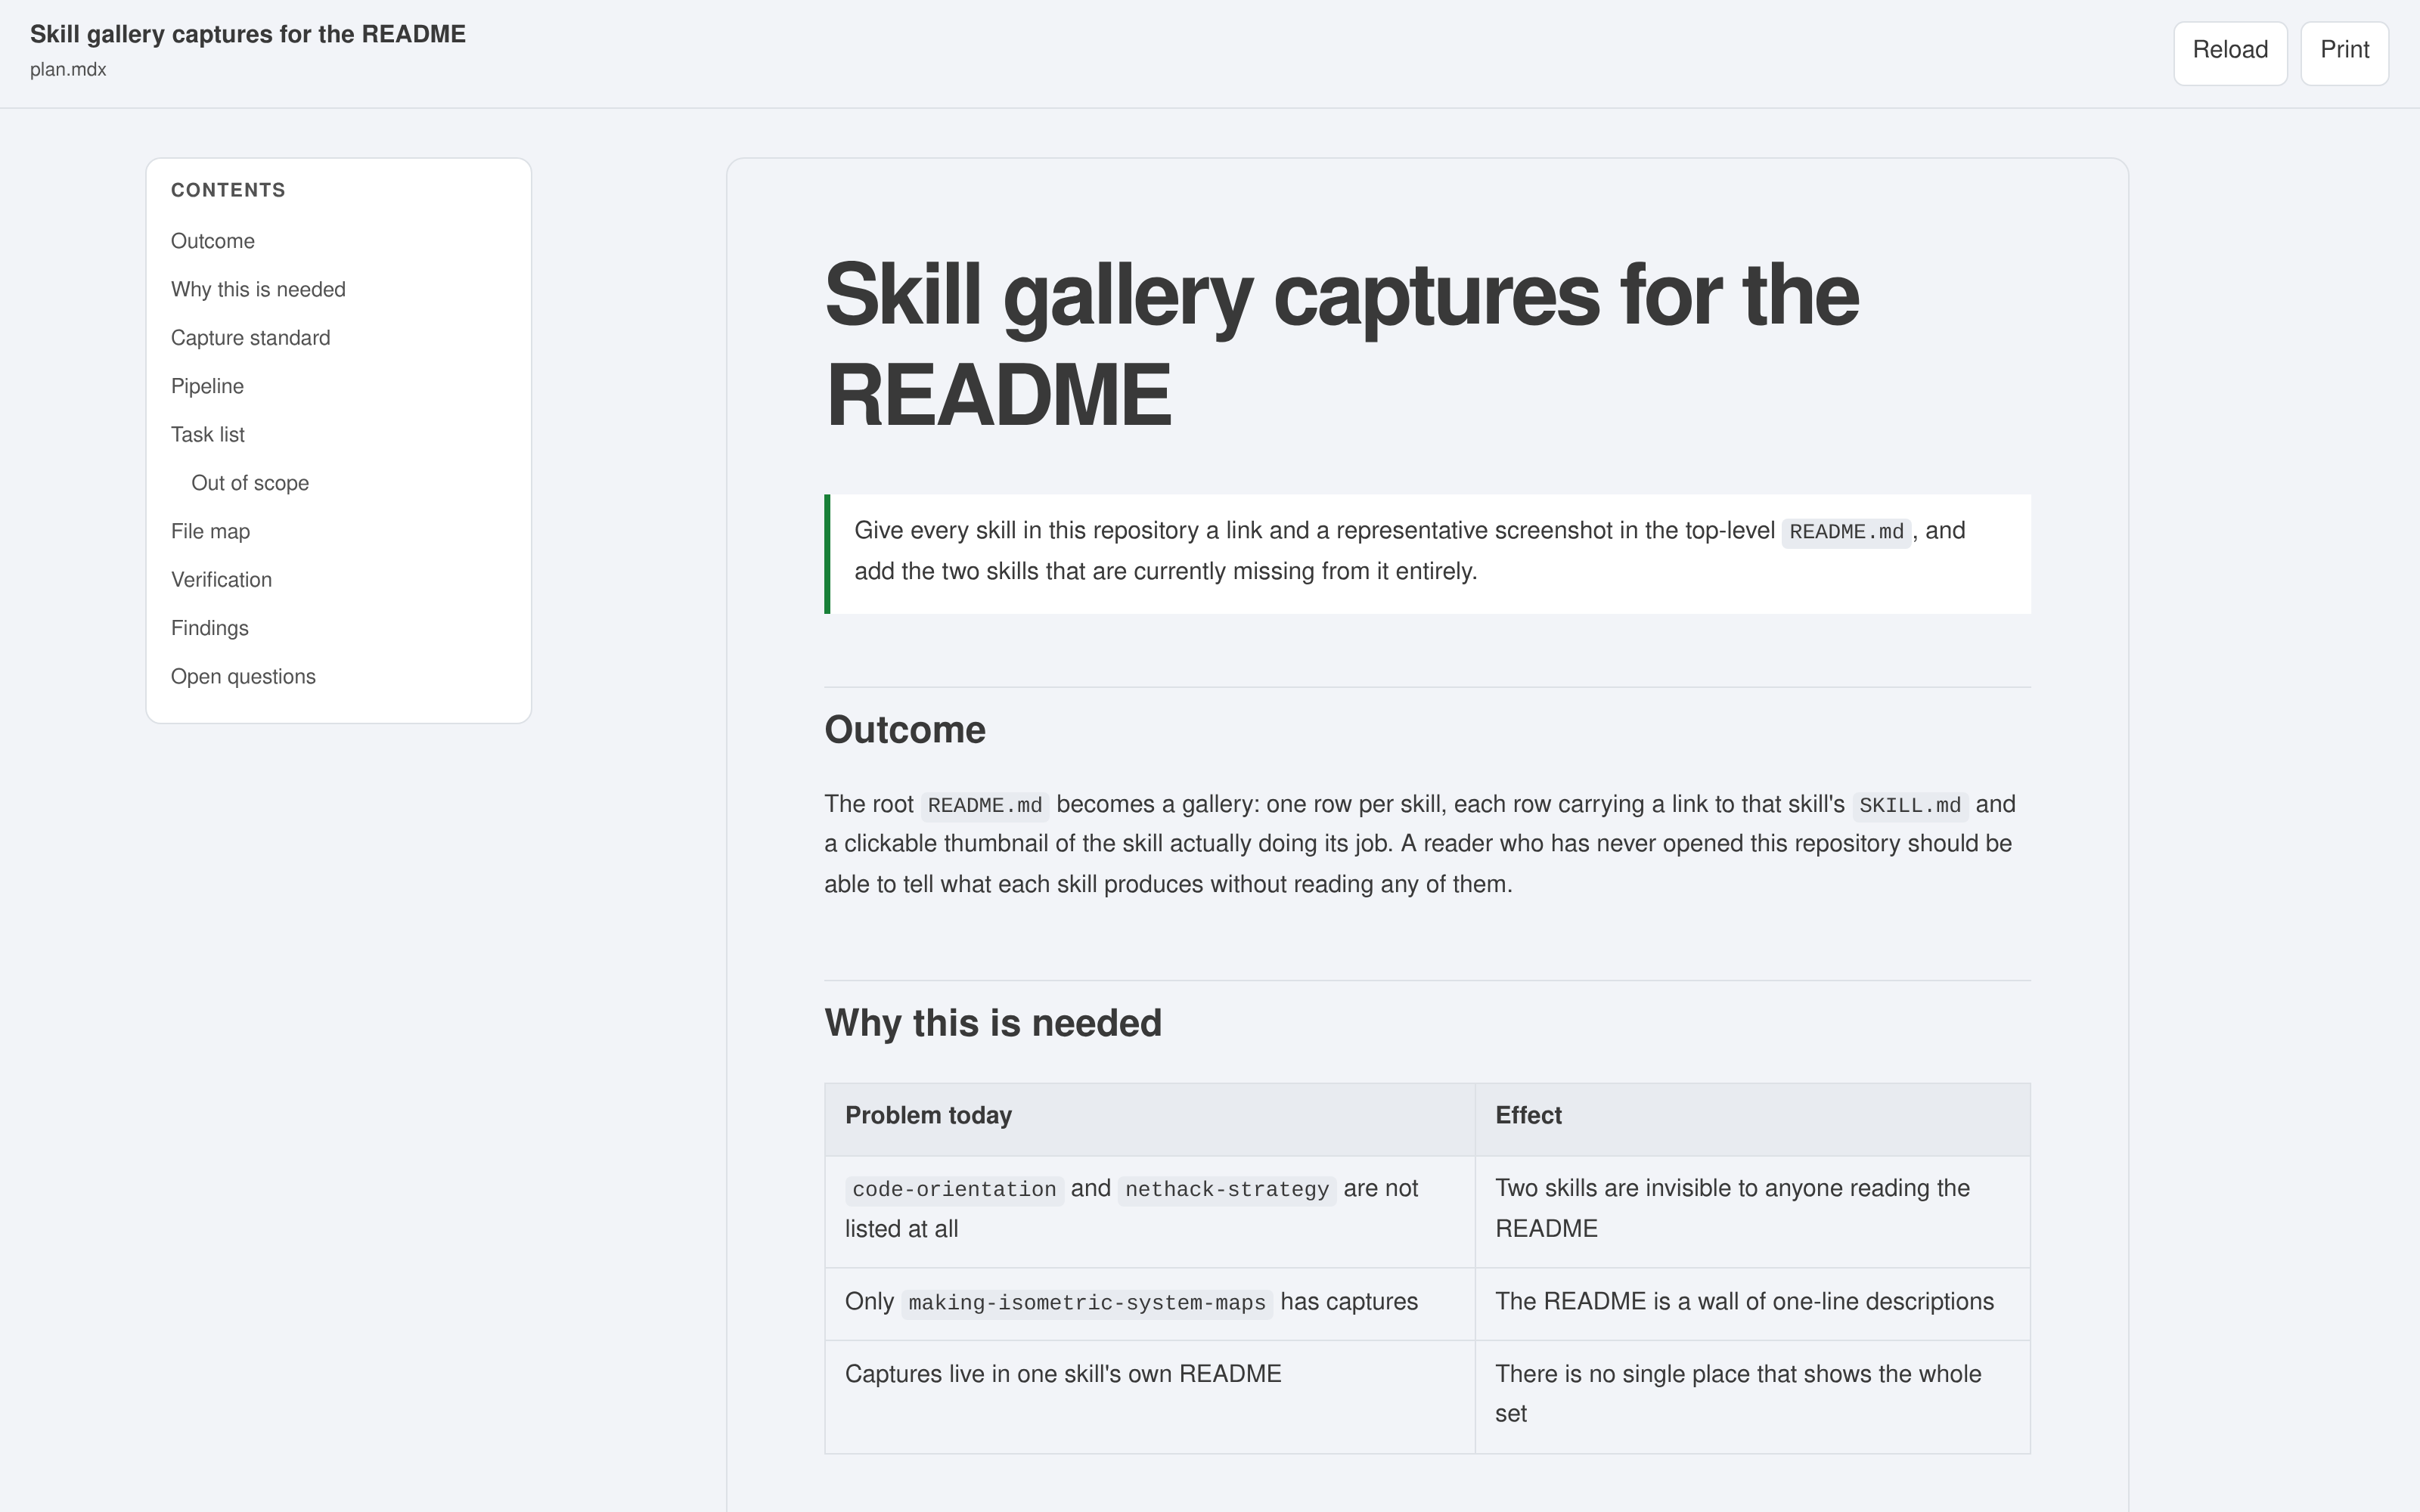 Skill gallery captures for the README
plan.mdx
Reload
Print
CONTENTS
Outcome
Why this is needed
Capture standard
Pipeline
Task list
Out of scope
File map
Verification
Findings
Open questions
Skill gallery captures for the
README
Give every skill in this repository a link and a representative screenshot in the top-level README.md, and
add the two skills that are currently missing from it entirely.
Outcome
The root README.md becomes a gallery: one row per skill, each row carrying a link to that skill's SKILL.md and
a clickable thumbnail of the skill actually doing its job. A reader who has never opened this repository should be
able to tell what each skill produces without reading any of them.
Why this is needed
Problem today
Effect
code-orientation and nethack-strategy are not
listed at all
Two skills are invisible to anyone reading the
README
Only making-isometric-system-maps has captures
The README is a wall of one-line descriptions
Captures live in one skill's own README
There is no single place that shows the whole
set